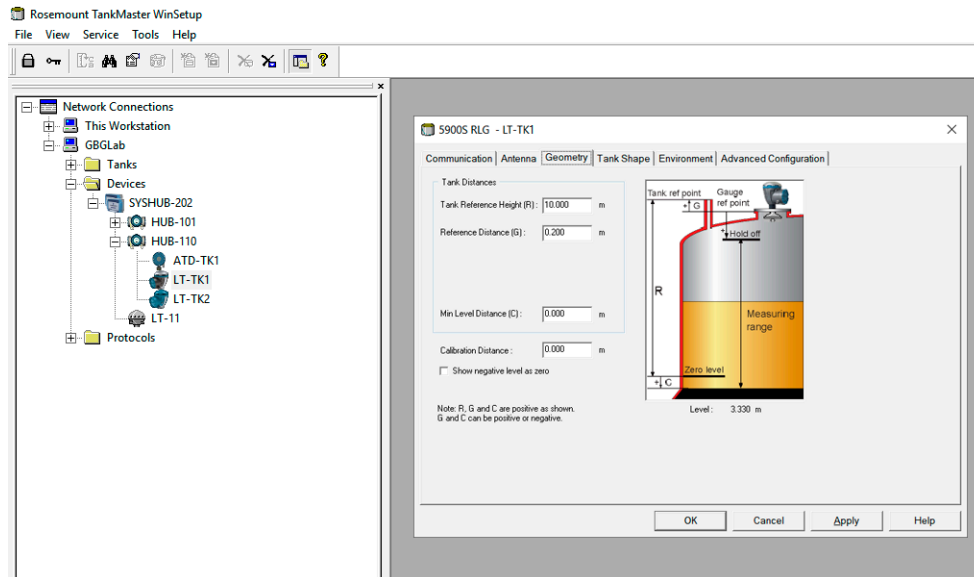 Rosemount TankMaster WinSetup
File View Service Tools Help
Network Connections
This Workstation
GBGLab
Tanks
Devices
SYSHUB-202
HUB-101
HUB-110
ATD-TK1
LT-TK1
LT-TK2
LT-11
Protocols
5900S RLG - LT-TK1
Communication Antenna Geometry Tank Shape Environment Advanced Configuration
Tank Distances
Tank Reference Height (R) : 10.000 m
Reference Distance (G) : 0.200 m
Min Level Distance (C) : 0.000 m
Calibration Distance : 0.000 m
Show negative level as zero
Note: R, G and C are positive as shown.
G and C can be positive or negative.
Tank ref point
Gauge
ref point
+ G
+ Hold off
R
Measuring
range
Zero level
+ C
Level : 3.330 m
OK Cancel Apply Help